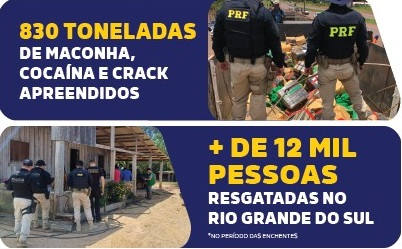 830 TONELADAS
DE MACONHA,
COCAÍNA E CRACK
APREENDIDOS
PRF
PRF
+ DE 12 MIL
PESSOAS
RESGATADAS NO
RIO GRANDE DO SUL
*NO PERÍODO DAS ENCHENTES